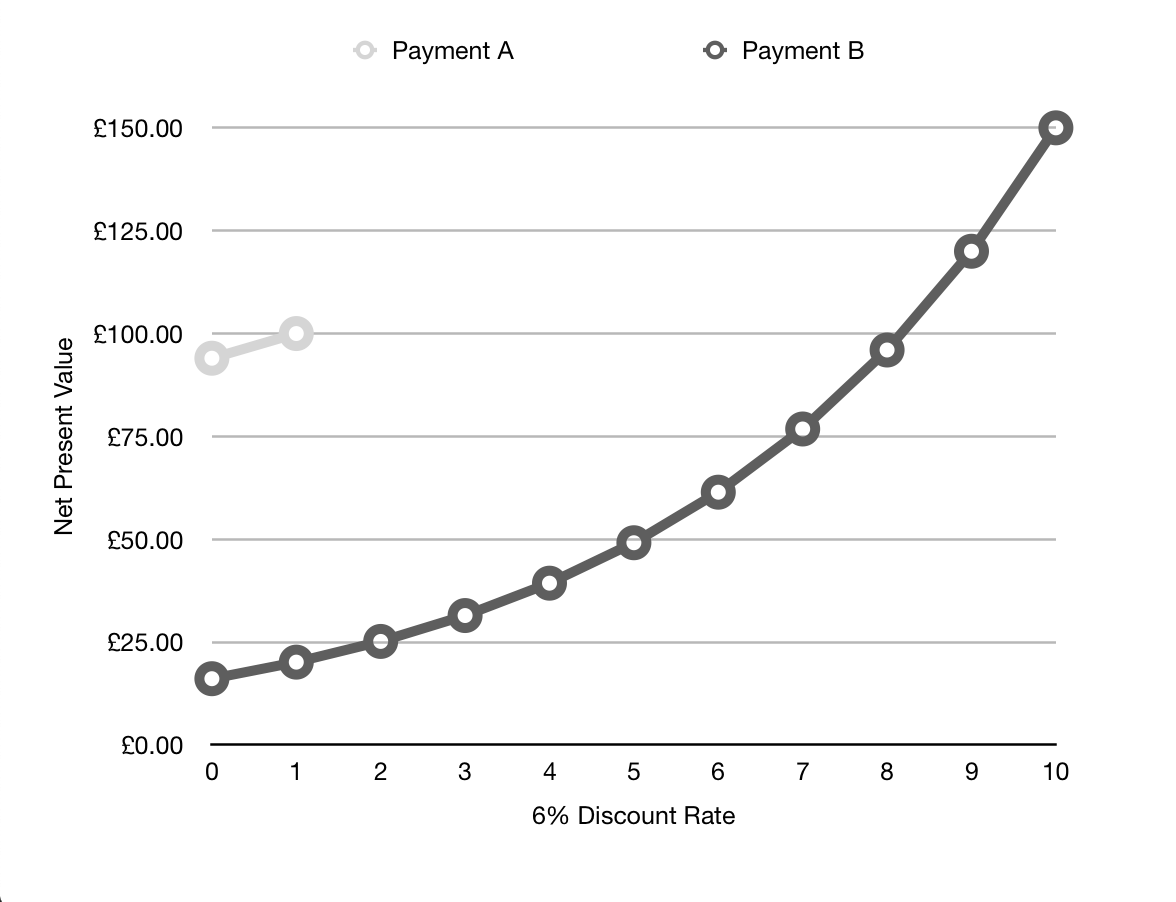 Payment A
Payment B
£150.00
£125.00
£100.00
£75.00
£50.00
£25.00
£0.00
Net Present Value
0 1 2 3 4 5 6 7 8 9 10
6% Discount Rate